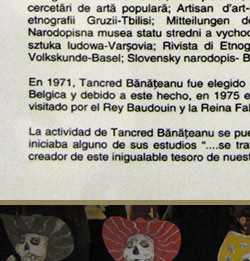 cercetări de artă populară; Artisan d'art-
etnografii Gruzii-Tbilisi; Mitteilungen de
Narodopisna musea statu stredni a vychod
sztuka ludowa-Varşovia; Rivista di Etnog
Volkskunde-Basel; Slovensky narodopis- B
En 1971, Tancred Bănăţeanu fue elegido
Belgica y debido a este hecho, en 1975 e
visitado por el Rey Baudouin y la Reina Fab
La actividad de Tancred Bănăţeanu se pue
iniciaba alguno de sus estudios "....se tra
creador de este inigualable tesoro de nuest